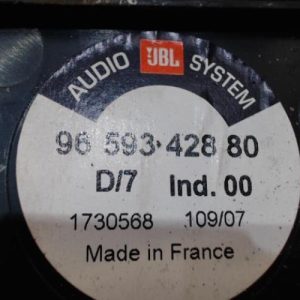 AUDIO JBL SYSTEM
96 593·428 80
D/7 Ind. 00
1730568 109/07
Made in France